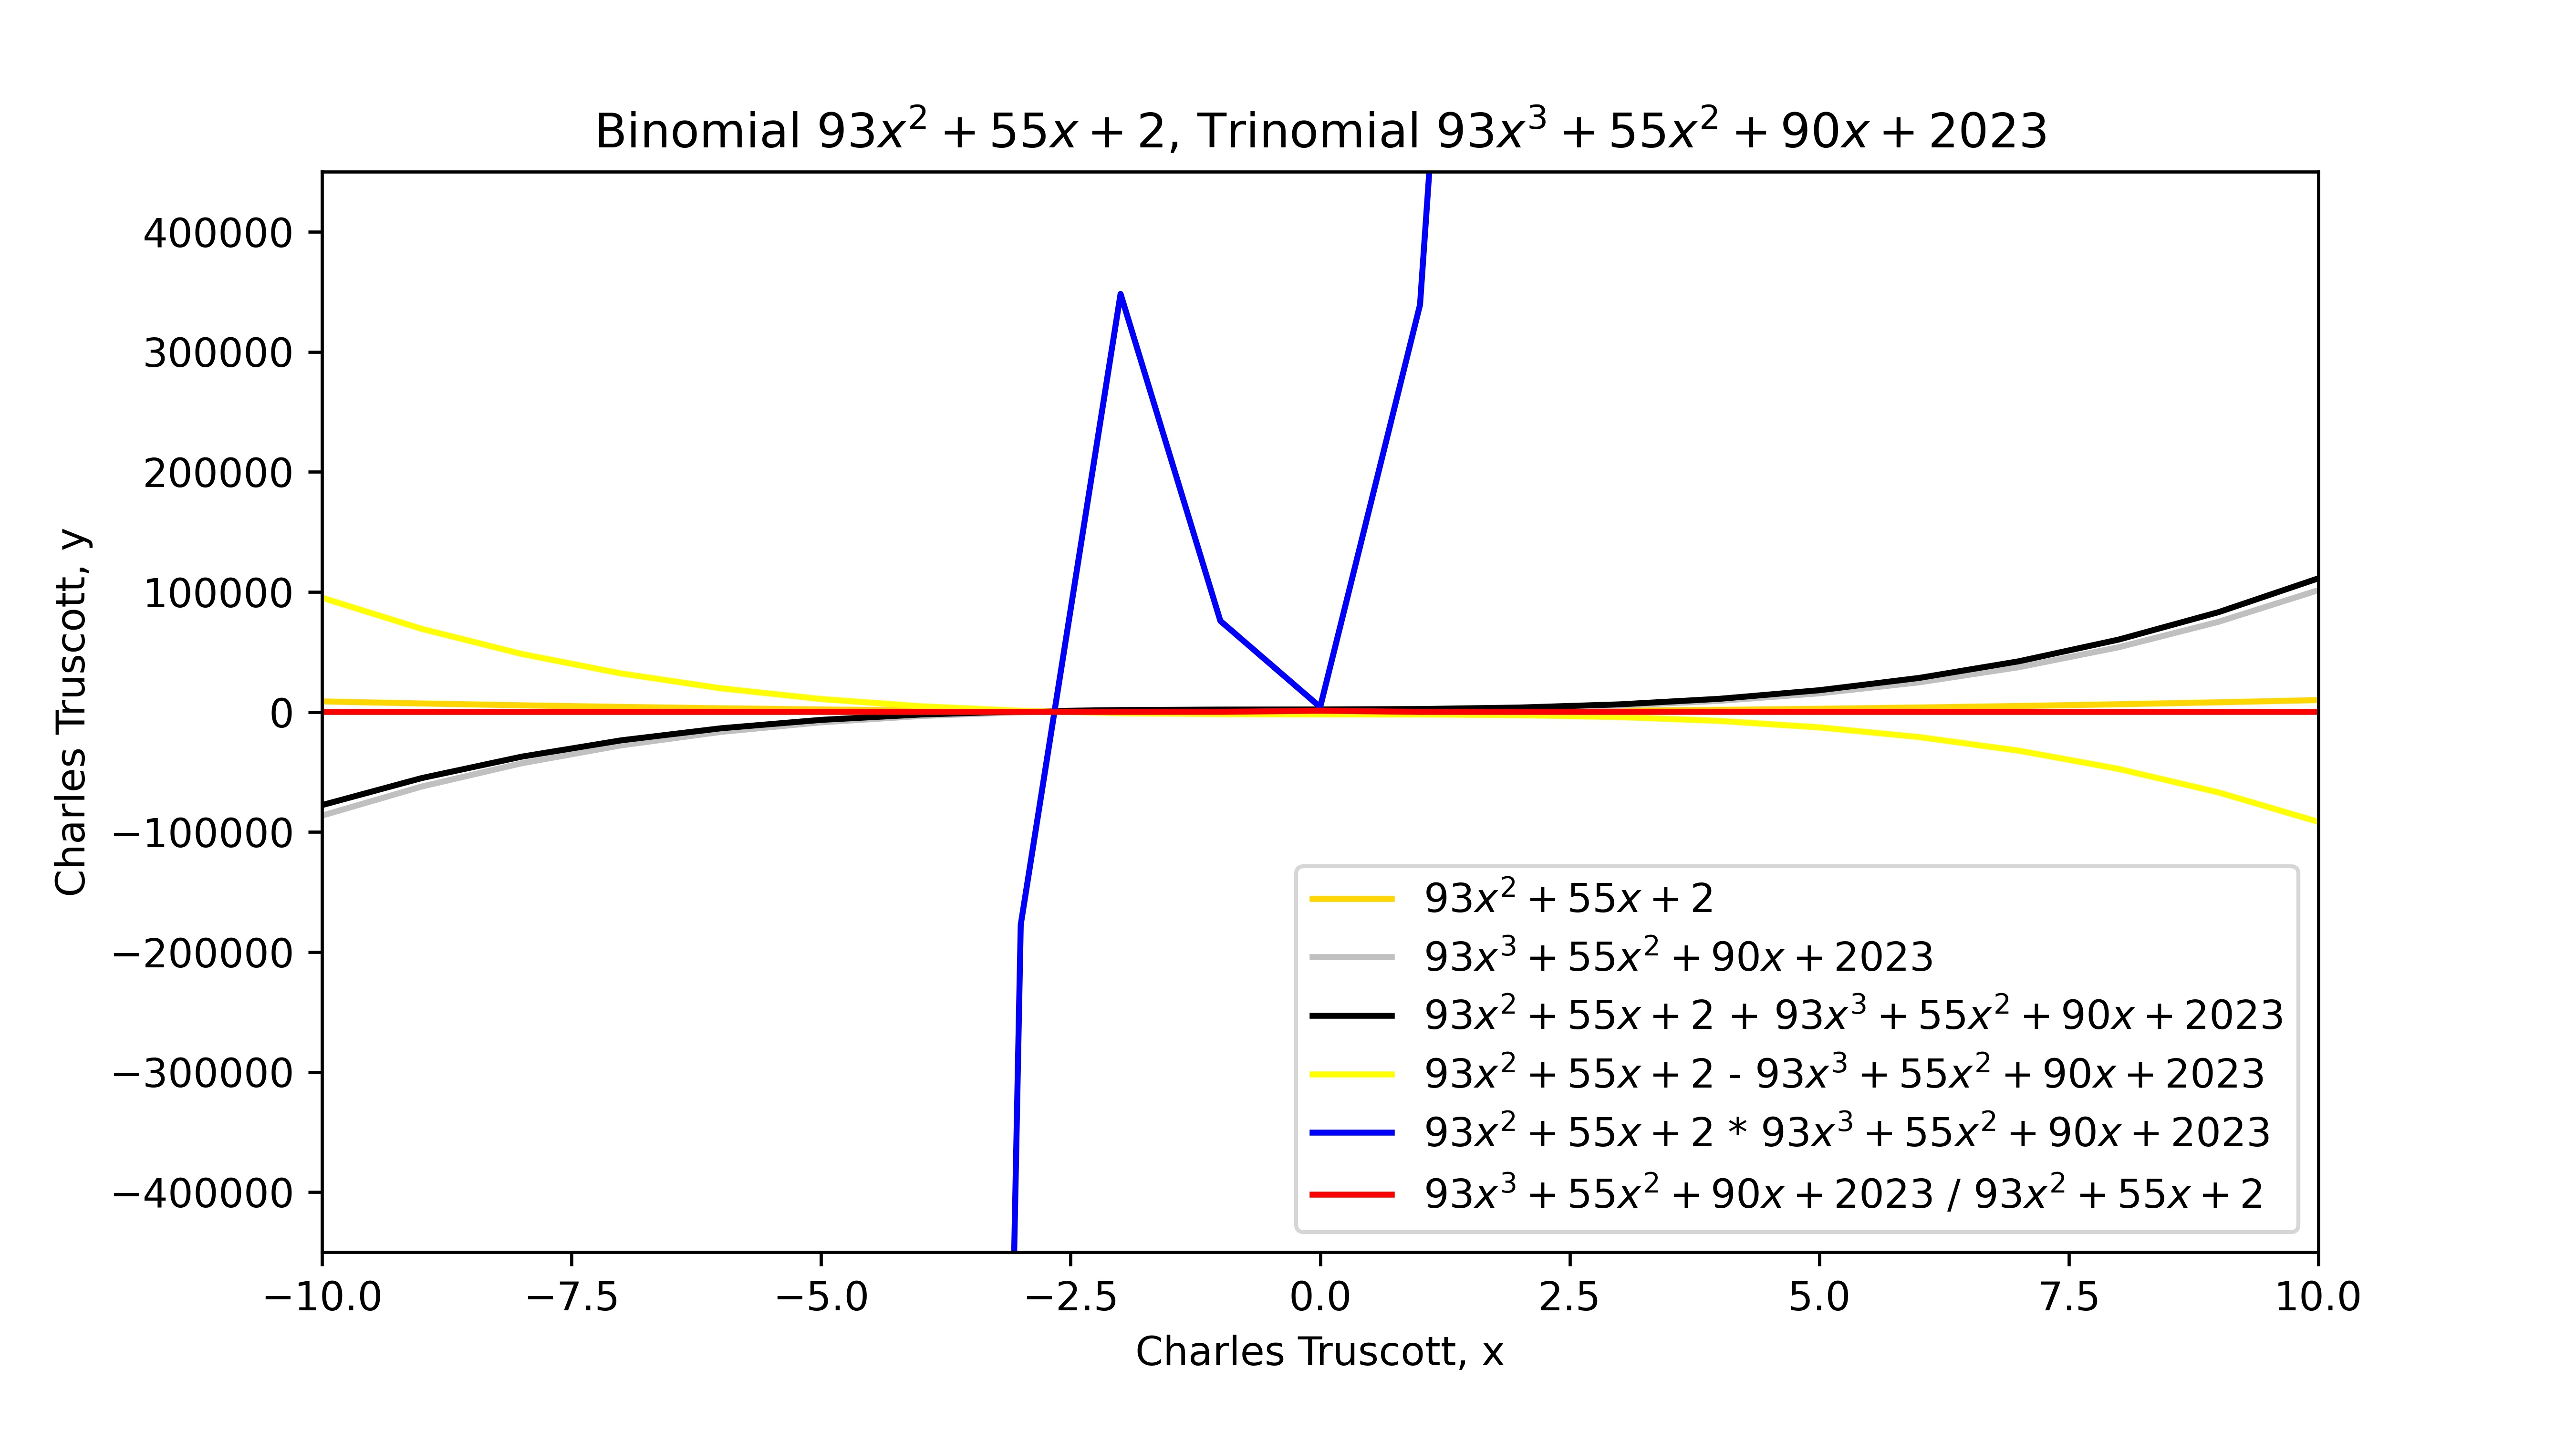 Binomial 93x² + 55x + 2, Trinomial 93x³ + 55x² + 90x + 2023
Charles Truscott, y
400000
300000
200000
100000
0
−100000
−200000
−300000
−400000
93x² + 55x + 2
93x³ + 55x² + 90x + 2023
93x² + 55x + 2 + 93x³ + 55x² + 90x + 2023
93x² + 55x + 2 - 93x³ + 55x² + 90x + 2023
93x² + 55x + 2 * 93x³ + 55x² + 90x + 2023
93x³ + 55x² + 90x + 2023 / 93x² + 55x + 2
−10.0 −7.5 −5.0 −2.5 0.0 2.5 5.0 7.5 10.0
Charles Truscott, x